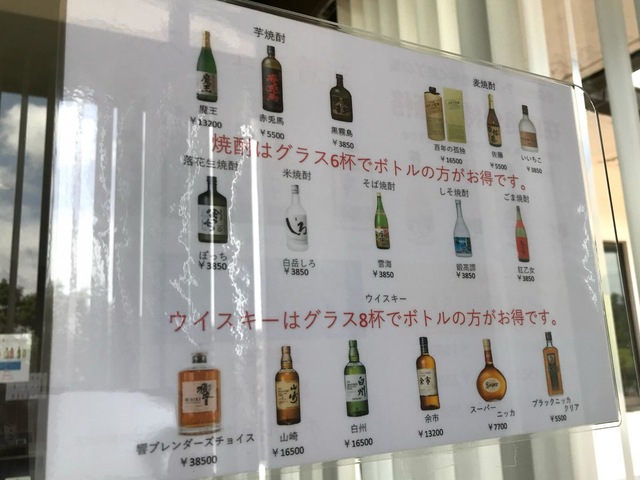 芋焼酎
麦焼酎
魔王
¥13200
赤兎馬
¥5500
黒霧島
¥3850
百年の孤独
¥16500
佐藤
¥5500
いいちこ
¥3850
焼酎はグラス6杯でボトルの方がお得です。
落花生焼酎
米焼酎
そば焼酎
しそ焼酎
ごま焼酎
ぼっち
¥3850
白岳しろ
¥3850
雲海
¥3850
鍛高譚
¥3850
紅乙女
¥3850
ウイスキー
ウイスキーはグラス8杯でボトルの方がお得です。
響ブレンダーズチョイス
¥38500
山崎
¥16500
白州
¥16500
余市
¥13200
スーパー
ニッカ
¥7700
ブラックニッカ
クリア
¥5500